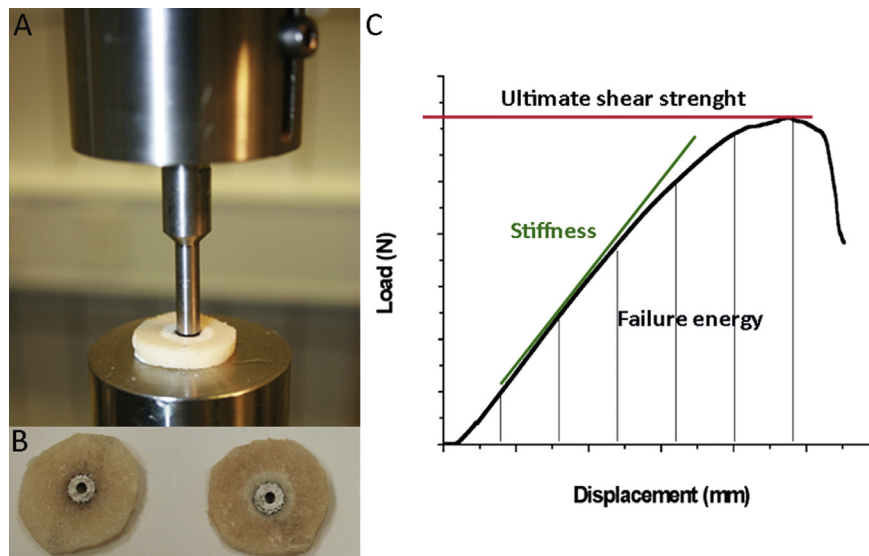 A
B
C
Ultimate shear strenght
Stiffness
Failure energy
Load (N)
Displacement (mm)